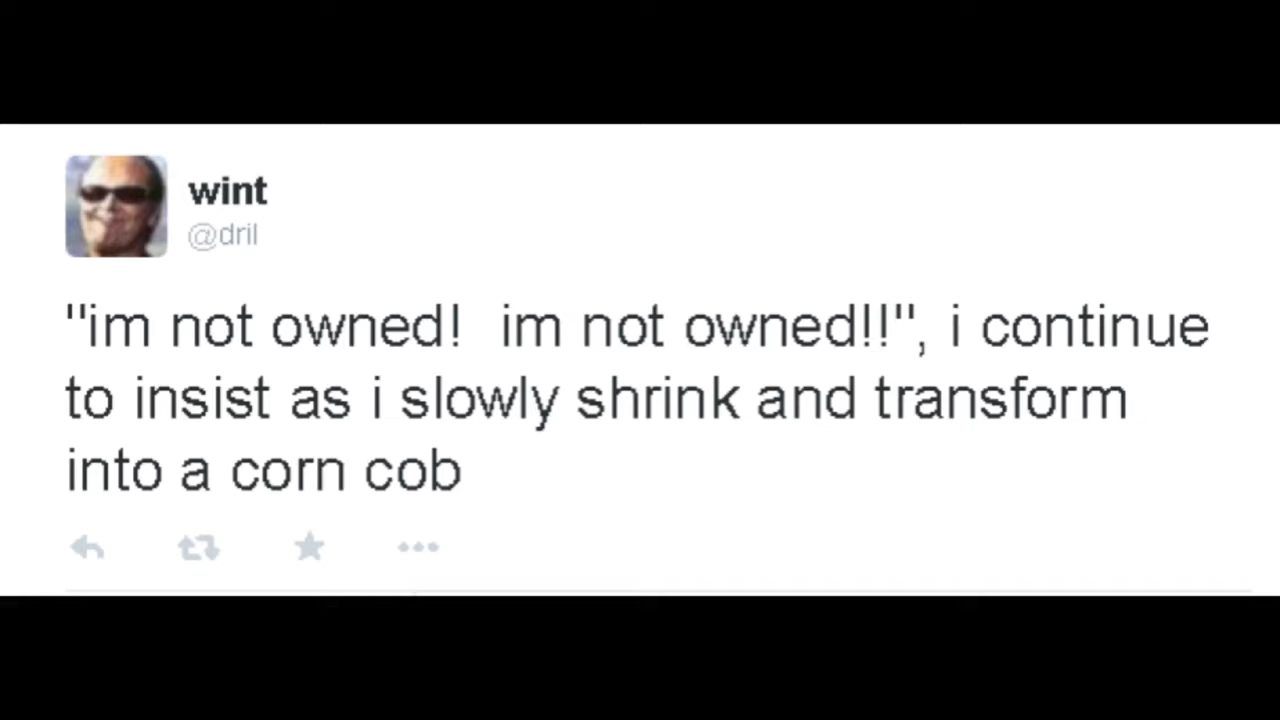 wint
@dril
"im not owned!  im not owned!!", i continue
to insist as i slowly shrink and transform
into a corn cob